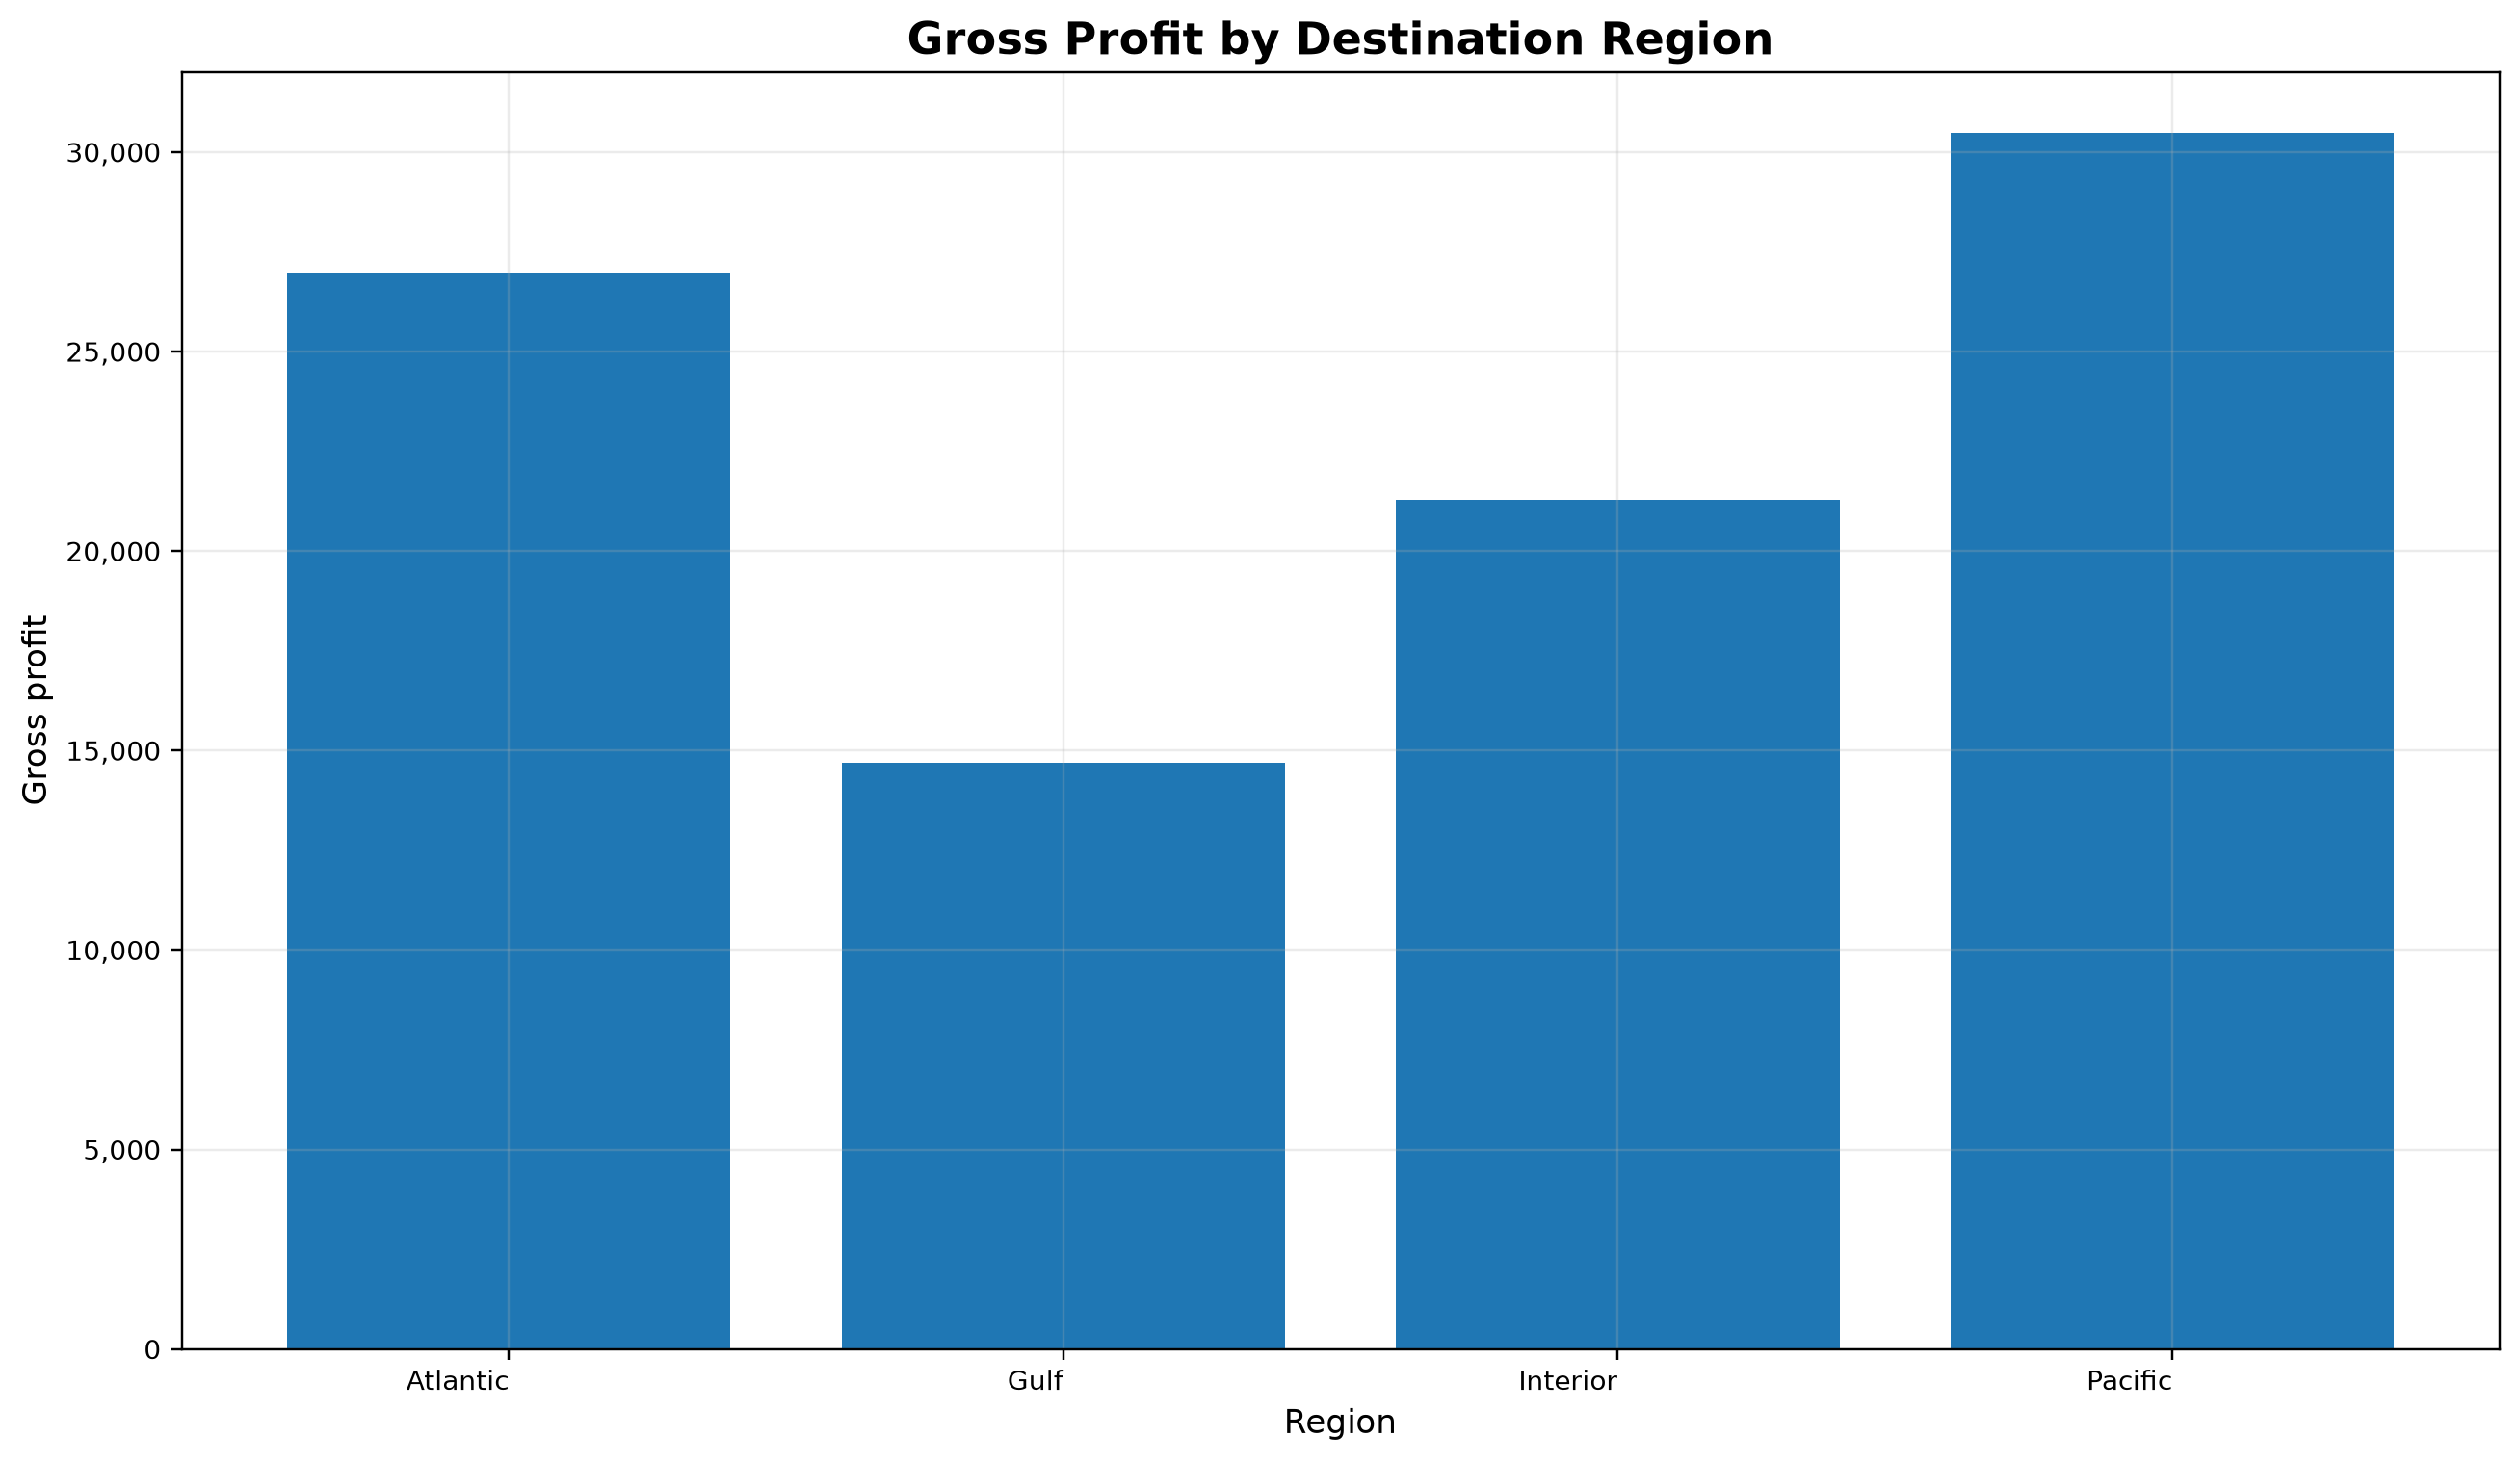 Gross Profit by Destination Region
30,000
25,000
20,000
15,000
10,000
5,000
0
Gross profit
Atlantic Gulf Interior Pacific
Region